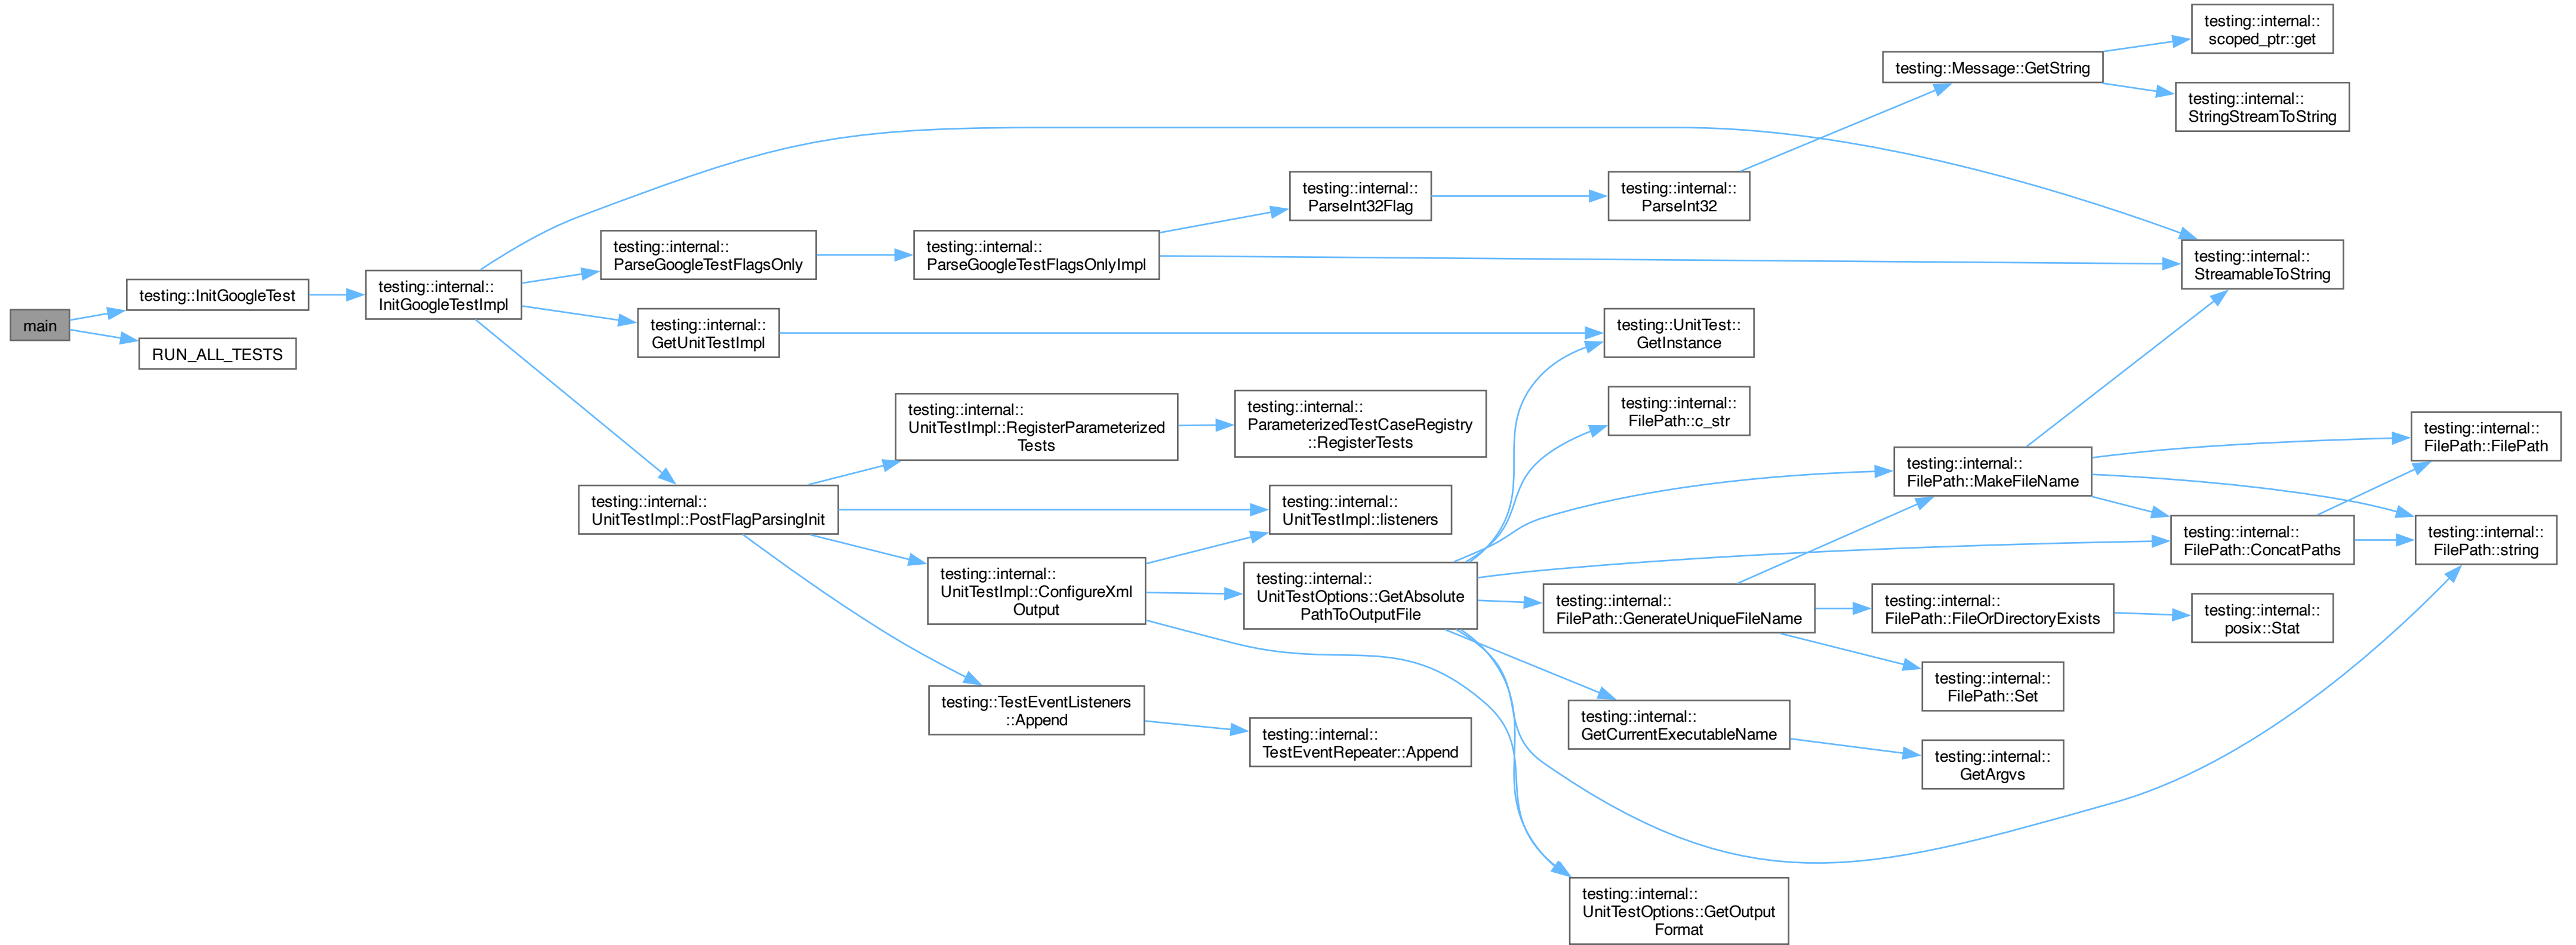 main
testing::InitGoogleTest
RUN_ALL_TESTS
testing::internal::
InitGoogleTestImpl
testing::internal::
ParseGoogleTestFlagsOnly
testing::internal::
GetUnitTestImpl
testing::internal::
UnitTestImpl::PostFlagParsingInit
testing::internal::
ParseGoogleTestFlagsOnlyImpl
testing::internal::
UnitTestImpl::RegisterParameterized
Tests
testing::internal::
UnitTestImpl::ConfigureXml
Output
testing::TestEventListeners
::Append
testing::internal::
ParseInt32Flag
testing::internal::
ParameterizedTestCaseRegistry
::RegisterTests
testing::internal::
UnitTestImpl::listeners
testing::internal::
UnitTestOptions::GetAbsolute
PathToOutputFile
testing::internal::
TestEventRepeater::Append
testing::internal::
ParseInt32
testing::UnitTest::
GetInstance
testing::internal::
FilePath::c_str
testing::internal::
FilePath::GenerateUniqueFileName
testing::internal::
GetCurrentExecutableName
testing::internal::
UnitTestOptions::GetOutput
Format
testing::Message::GetString
testing::internal::
FilePath::MakeFileName
testing::internal::
FilePath::FileOrDirectoryExists
testing::internal::
FilePath::Set
testing::internal::
GetArgvs
testing::internal::
scoped_ptr::get
testing::internal::
StringStreamToString
testing::internal::
StreamableToString
testing::internal::
FilePath::ConcatPaths
testing::internal::
posix::Stat
testing::internal::
FilePath::FilePath
testing::internal::
FilePath::string